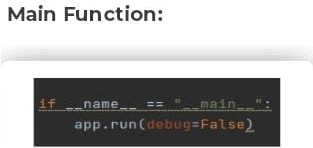 Main Function:
if __name__ == "__main__":
    app.run(debug=False)